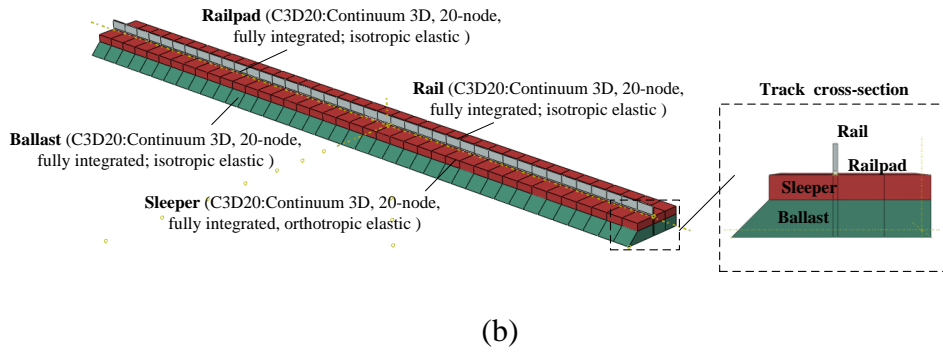 Railpad (C3D20:Continuum 3D, 20-node,
fully integrated; isotropic elastic )
Rail (C3D20:Continuum 3D, 20-node,
fully integrated; isotropic elastic )
Ballast (C3D20:Continuum 3D, 20-node,
fully integrated; isotropic elastic )
Sleeper (C3D20:Continuum 3D, 20-node,
fully integrated, orthotropic elastic )
Track cross-section
Rail
Railpad
Sleeper
Ballast
(b)